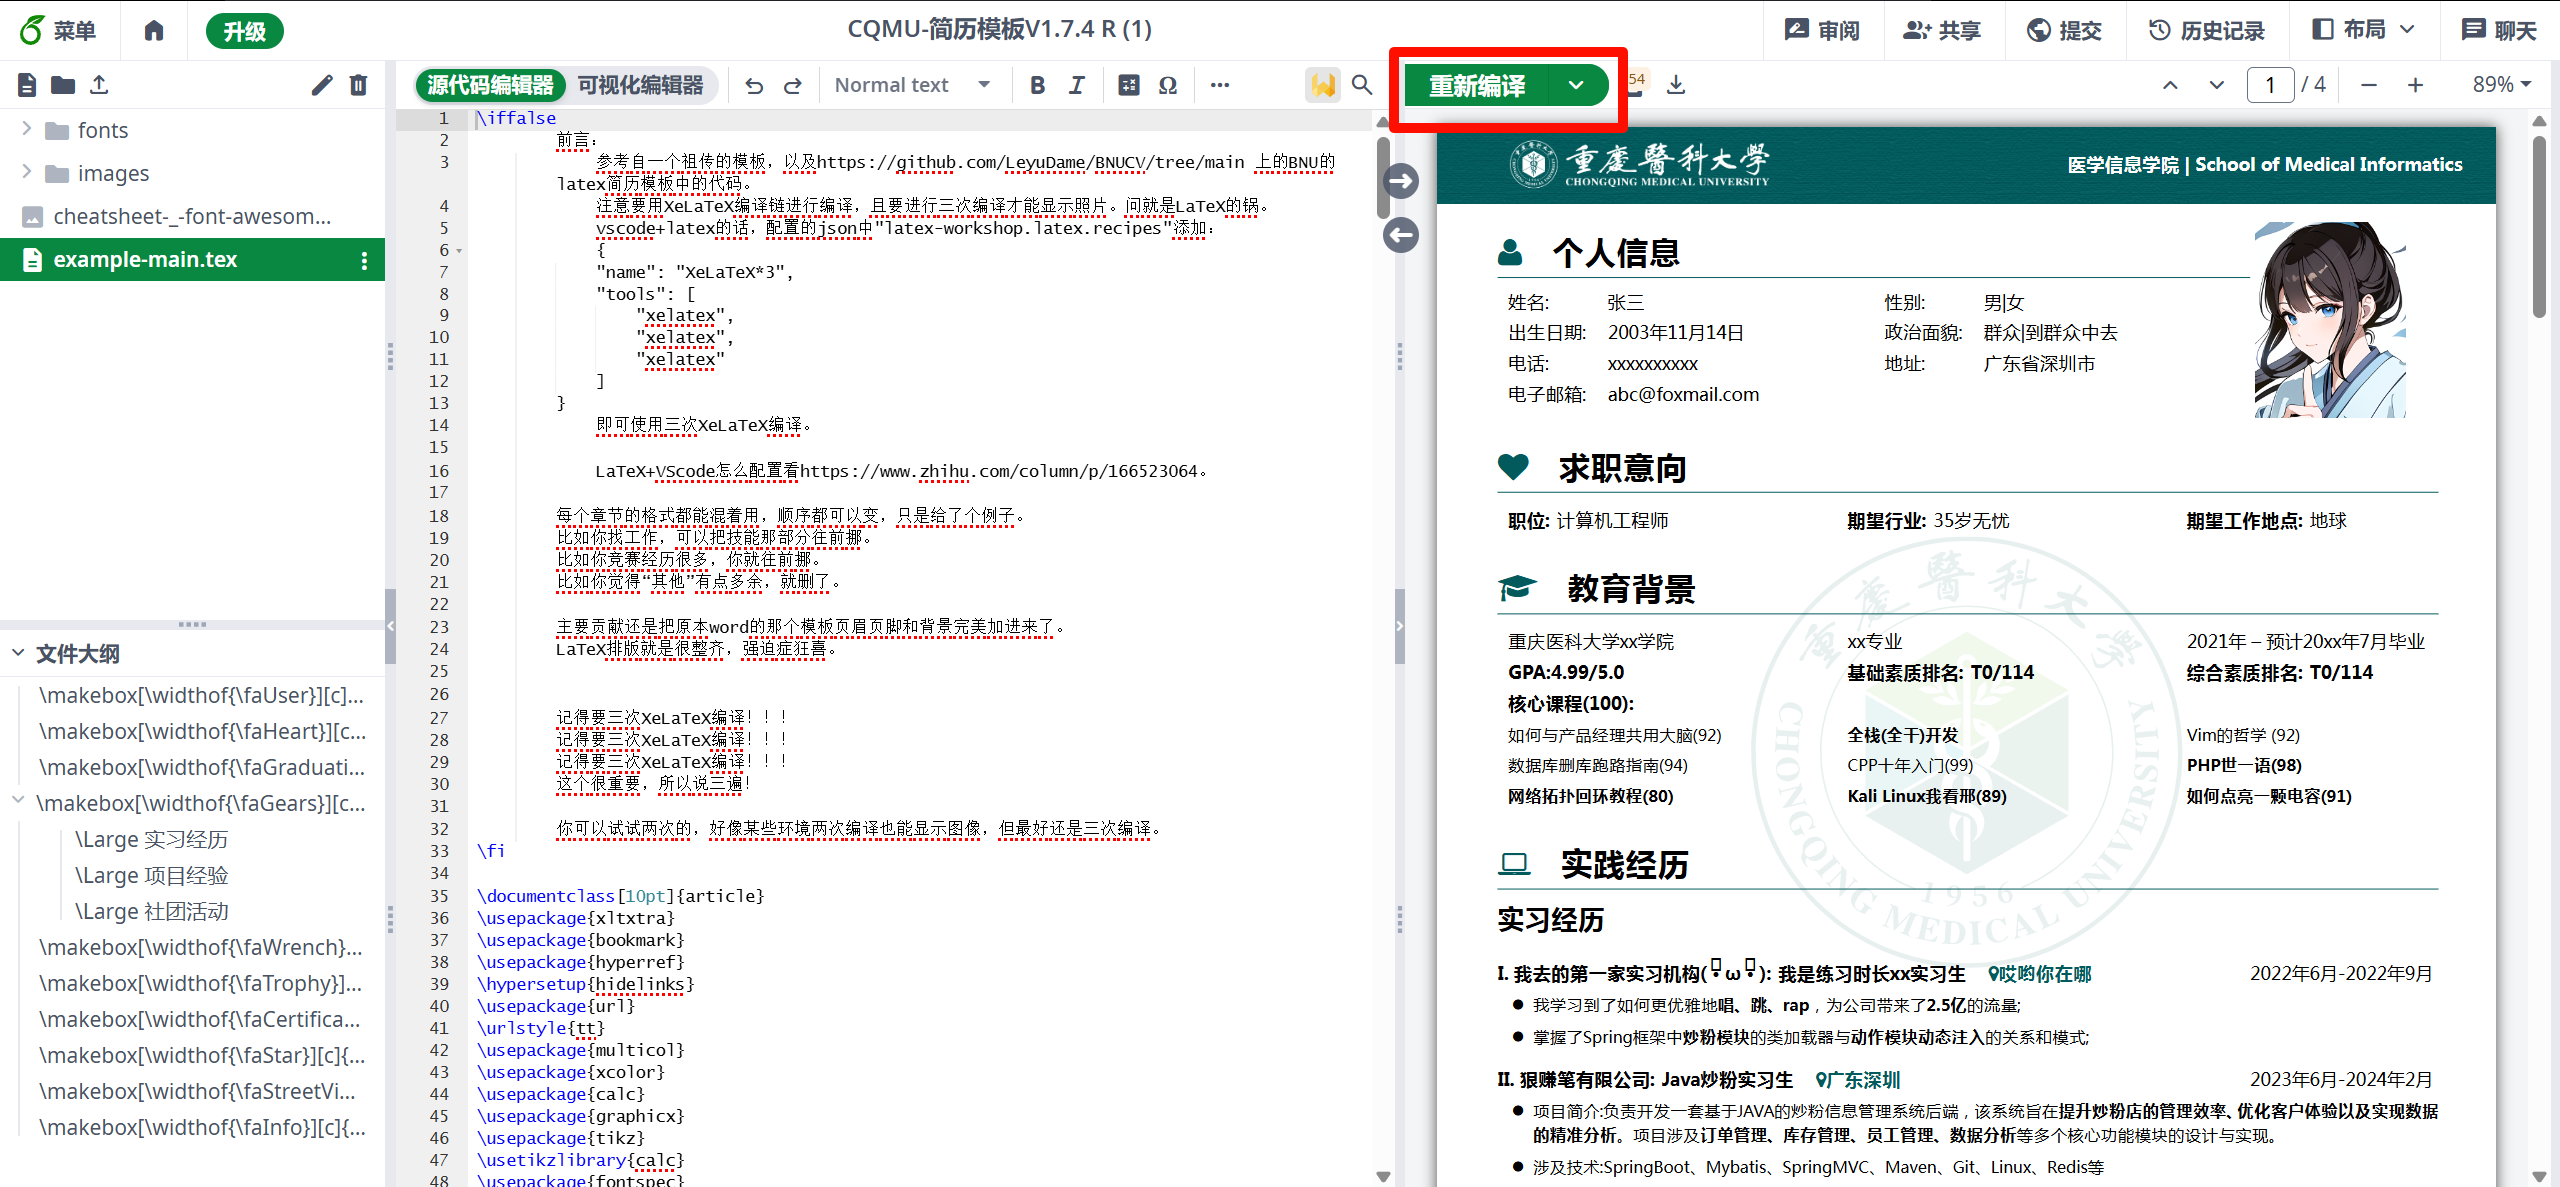 菜单
升级
CQMU-简历模板V1.7.4 R (1)
审阅
共享
提交
历史记录
布局
聊天
源代码编辑器
可视化编辑器
Normal text
B I
Ω
重新编译
54
1 / 4
89%
fonts
images
cheatsheet-_-font-awesom...
example-main.tex
文件大纲
\makebox[\widthof{\faUser}][c]...
\makebox[\widthof{\faHeart}][c...
\makebox[\widthof{\faGraduati...
\makebox[\widthof{\faGears}][c...
\Large 实习经历
\Large 项目经验
\Large 社团活动
\makebox[\widthof{\faWrench}...
\makebox[\widthof{\faTrophy}]...
\makebox[\widthof{\faCertifica...
\makebox[\widthof{\faStar}][c]{...
\makebox[\widthof{\faStreetVi...
\makebox[\widthof{\faInfo}][c]{...
1 \iffalse
2 前言：
3 参考自一个祖传的模板，以及https://github.com/LeyuDame/BNUCV/tree/main 上的BNU的
latex简历模板中的代码。
4 注意要用XeLaTeX编译链进行编译，且要进行三次编译才能显示照片。问就是LaTeX的锅。
5 vscode+latex的话，配置的json中"latex-workshop.latex.recipes"添加：
6 {
7 "name": "XeLaTeX*3",
8 "tools": [
9 "xelatex",
10 "xelatex",
11 "xelatex"
12 ]
13 }
14 即可使用三次XeLaTeX编译。
15
16 LaTeX+VScode怎么配置看https://www.zhihu.com/column/p/166523064。
17
18 每个章节的格式都能混着用，顺序都可以变，只是给了个例子。
19 比如你找工作，可以把技能那部分往前挪。
20 比如你竞赛经历很多，你就往前挪。
21 比如你觉得“其他”有点多余，就删了。
22
23 主要贡献还是把原本word的那个模板页眉页脚和背景完美加进来了。
24 LaTeX排版就是很整齐，强迫症狂喜。
25
26
27 记得要三次XeLaTeX编译！！！
28 记得要三次XeLaTeX编译！！！
29 记得要三次XeLaTeX编译！！！
30 这个很重要，所以说三遍！
31
32 你可以试试两次的，好像某些环境两次编译也能显示图像，但最好还是三次编译。
33 \fi
34
35 \documentclass[10pt]{article}
36 \usepackage{xltxtra}
37 \usepackage{bookmark}
38 \usepackage{hyperref}
39 \hypersetup{hidelinks}
40 \usepackage{url}
41 \urlstyle{tt}
42 \usepackage{multicol}
43 \usepackage{xcolor}
44 \usepackage{calc}
45 \usepackage{graphicx}
46 \usepackage{tikz}
47 \usetikzlibrary{calc}
48 \usepackage{fontspec}
重慶醫科大學
CHONGQING MEDICAL UNIVERSITY
医学信息学院 | School of Medical Informatics
个人信息
姓名: 张三 性别: 男|女
出生日期: 2003年11月14日 政治面貌: 群众|到群众中去
电话: xxxxxxxxxx 地址: 广东省深圳市
电子邮箱: abc@foxmail.com
求职意向
职位: 计算机工程师 期望行业: 35岁无忧 期望工作地点: 地球
教育背景
重庆医科大学xx学院 xx专业 2021年 – 预计20xx年7月毕业
GPA:4.99/5.0 基础素质排名: T0/114 综合素质排名: T0/114
核心课程(100):
如何与产品经理共用大脑(92) 全栈(全干)开发 Vim的哲学 (92)
数据库删库跑路指南(94) CPP十年入门(99) PHP世一语(98)
网络拓扑回环教程(80) Kali Linux我看邢(89) 如何点亮一颗电容(91)
重慶醫科大學
CHONGQING MEDICAL UNIVERSITY
1956
实践经历
实习经历
I. 我去的第一家实习机构(･ω･): 我是练习时长xx实习生 哎哟你在哪 2022年6月-2022年9月
● 我学习到了如何更优雅地唱、跳、rap，为公司带来了2.5亿的流量;
● 掌握了Spring框架中炒粉模块的类加载器与动作模块动态注入的关系和模式;
II. 狠赚笔有限公司: Java炒粉实习生 广东深圳 2023年6月-2024年2月
● 项目简介:负责开发一套基于JAVA的炒粉信息管理系统后端，该系统旨在提升炒粉店的管理效率、优化客户体验以及实现数据
的精准分析。项目涉及订单管理、库存管理、员工管理、数据分析等多个核心功能模块的设计与实现。
● 涉及技术:SpringBoot、Mybatis、SpringMVC、Maven、Git、Linux、Redis等